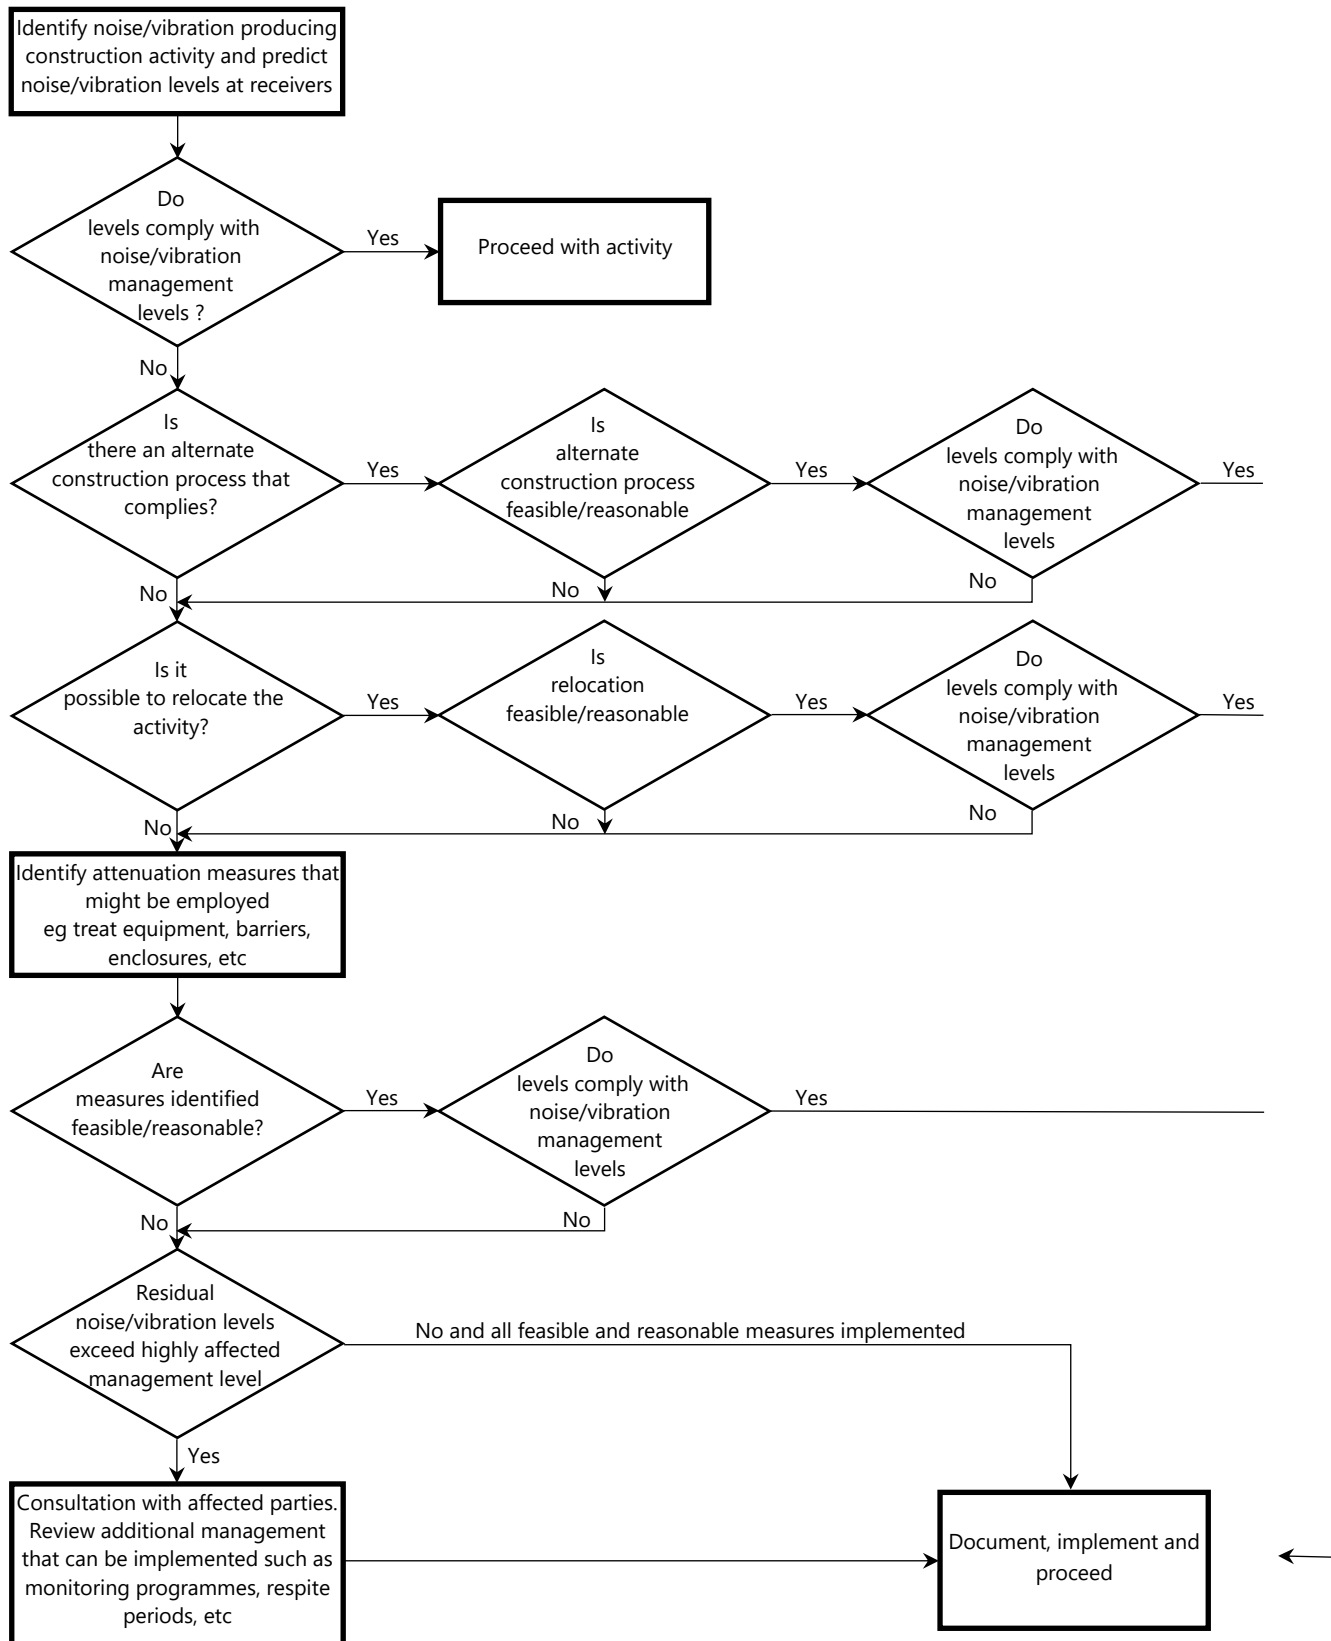 Identify noise/vibration producing
construction activity and predict
noise/vibration levels at receivers
Do
levels comply with
noise/vibration
management
levels ?
Yes
Proceed with activity
No
Is
there an alternate
construction process that
complies?
Yes
Is
alternate
construction process
feasible/reasonable
Yes
Do
levels comply with
noise/vibration
management
levels
Yes
No
No
No
Is it
possible to relocate the
activity?
Yes
Is
relocation
feasible/reasonable
Yes
Do
levels comply with
noise/vibration
management
levels
Yes
No
No
No
Identify attenuation measures that
might be employed
eg treat equipment, barriers,
enclosures, etc
Are
measures identified
feasible/reasonable?
Yes
Do
levels comply with
noise/vibration
management
levels
Yes
No
No
Residual
noise/vibration levels
exceed highly affected
management level
No and all feasible and reasonable measures implemented
Yes
Consultation with affected parties.
Review additional management
that can be implemented such as
monitoring programmes, respite
periods, etc
Document, implement and
proceed